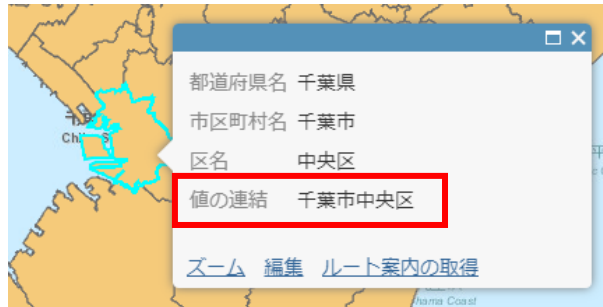 都道府県名 千葉県
市区町村名 千葉市
区名 中央区
値の連結 千葉市中央区
ズーム 編集 ルート案内の取得